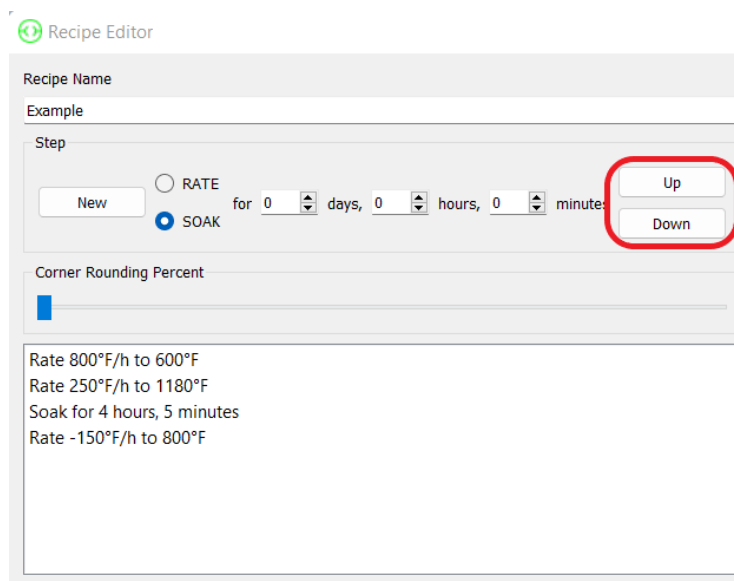 Recipe Editor
Recipe Name
Example
Step
New
RATE
SOAK
for 0 days, 0 hours, 0 minutes
Up
Down
Corner Rounding Percent
Rate 800°F/h to 600°F
Rate 250°F/h to 1180°F
Soak for 4 hours, 5 minutes
Rate -150°F/h to 800°F